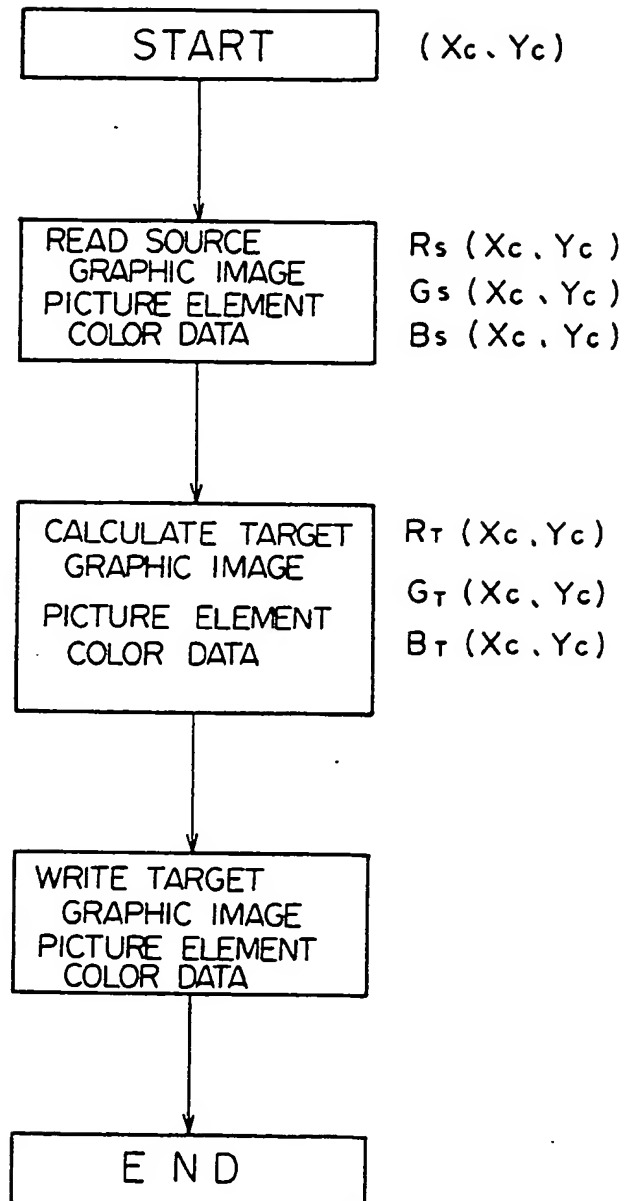 START (Xc、Yc)
READ SOURCE
GRAPHIC IMAGE
PICTURE ELEMENT
COLOR DATA
Rs (Xc、Yc)
Gs (Xc、Yc)
Bs (Xc、Yc)
CALCULATE TARGET
GRAPHIC IMAGE
PICTURE ELEMENT
COLOR DATA
RT (Xc、Yc)
GT (Xc、Yc)
BT (Xc、Yc)
WRITE TARGET
GRAPHIC IMAGE
PICTURE ELEMENT
COLOR DATA
END